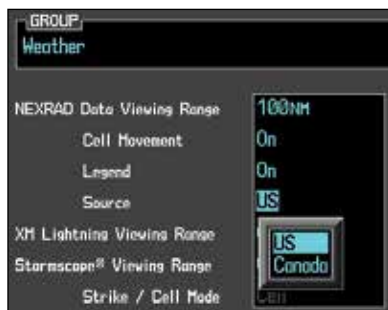 GROUP
Weather
NEXRAD Data Viewing Range 100NM
Cell Movement On
Legend On
Source US
XM Lightning Viewing Range
US
Stormscope® Viewing Range
Canada
Strike / Cell Mode Cell